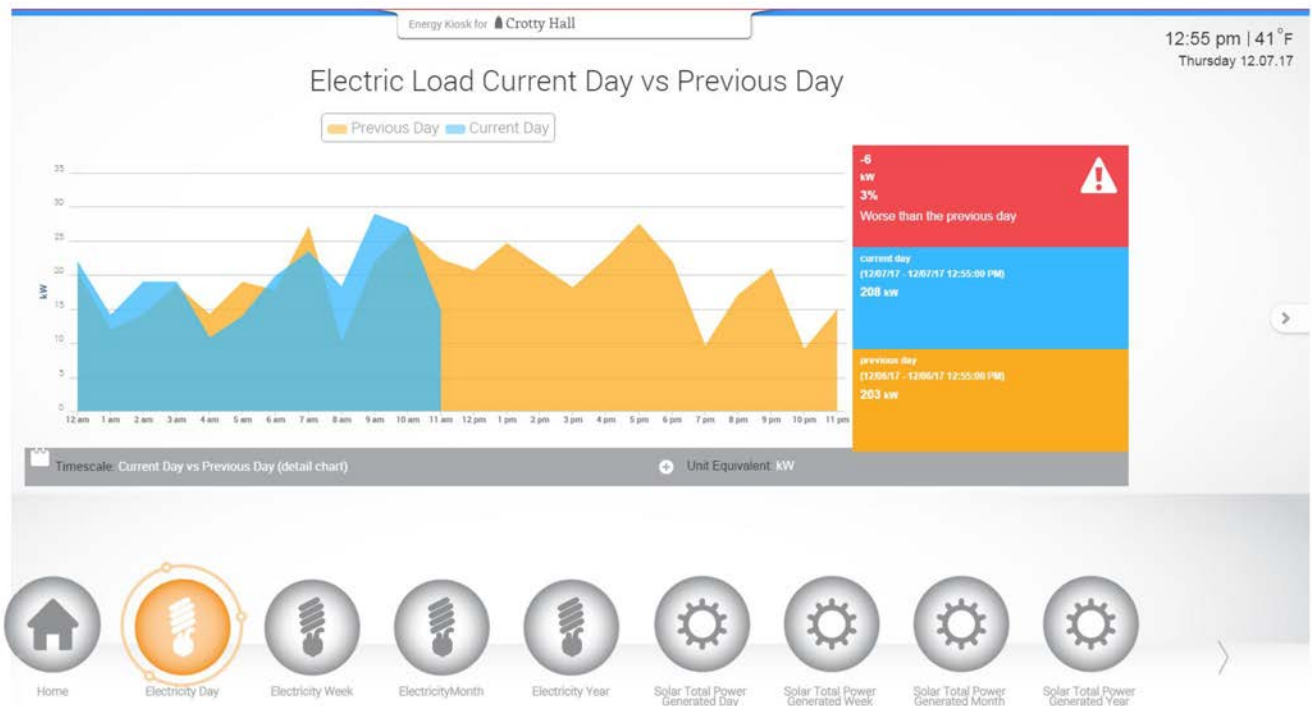 Energy Kiosk for Crotty Hall
12:55 pm | 41°F
Thursday 12.07.17
Electric Load Current Day vs Previous Day
Previous Day Current Day
35
30
25
20
15
10
5
0
kW
12 am 1 am 2 am 3 am 4 am 5 am 6 am 7 am 8 am 9 am 10 am 11 am 12 pm 1 pm 2 pm 3 pm 4 pm 5 pm 6 pm 7 pm 8 pm 9 pm 10 pm 11 pm
-6
kW
3%
Worse than the previous day
current day
(12/07/17 - 12/07/17 12:55:00 PM)
208 kW
previous day
(12/06/17 - 12/06/17 12:55:00 PM)
203 kW
Timescale: Current Day vs Previous Day (detail chart)
Unit Equivalent: kW
Home
Electricity Day
Electricity Week
ElectricityMonth
Electricity Year
Solar Total Power
Generated Day
Solar Total Power
Generated Week
Solar Total Power
Generated Month
Solar Total Power
Generated Year